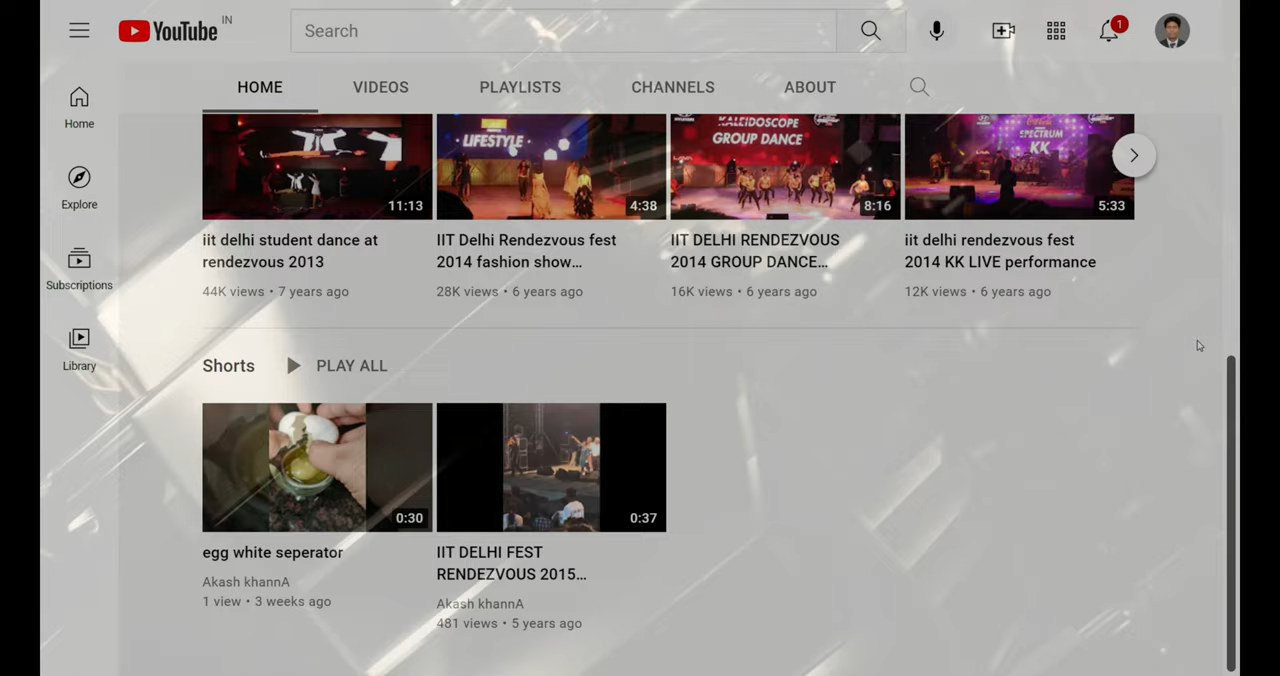 YouTube IN
Search
1
HOME VIDEOS PLAYLISTS CHANNELS ABOUT
Home
Explore
Subscriptions
Library
LIFESTYLE
KALEIDOSCOPE
GROUP DANCE
SPECTRUM
KK
11:13
4:38
8:16
5:33
iit delhi student dance at
rendezvous 2013
44K views • 7 years ago
IIT Delhi Rendezvous fest
2014 fashion show...
28K views • 6 years ago
IIT DELHI RENDEZVOUS
2014 GROUP DANCE...
16K views • 6 years ago
iit delhi rendezvous fest
2014 KK LIVE performance
12K views • 6 years ago
Shorts PLAY ALL
0:30
0:37
egg white seperator
Akash khannA
1 view • 3 weeks ago
IIT DELHI FEST
RENDEZVOUS 2015...
Akash khannA
481 views • 5 years ago